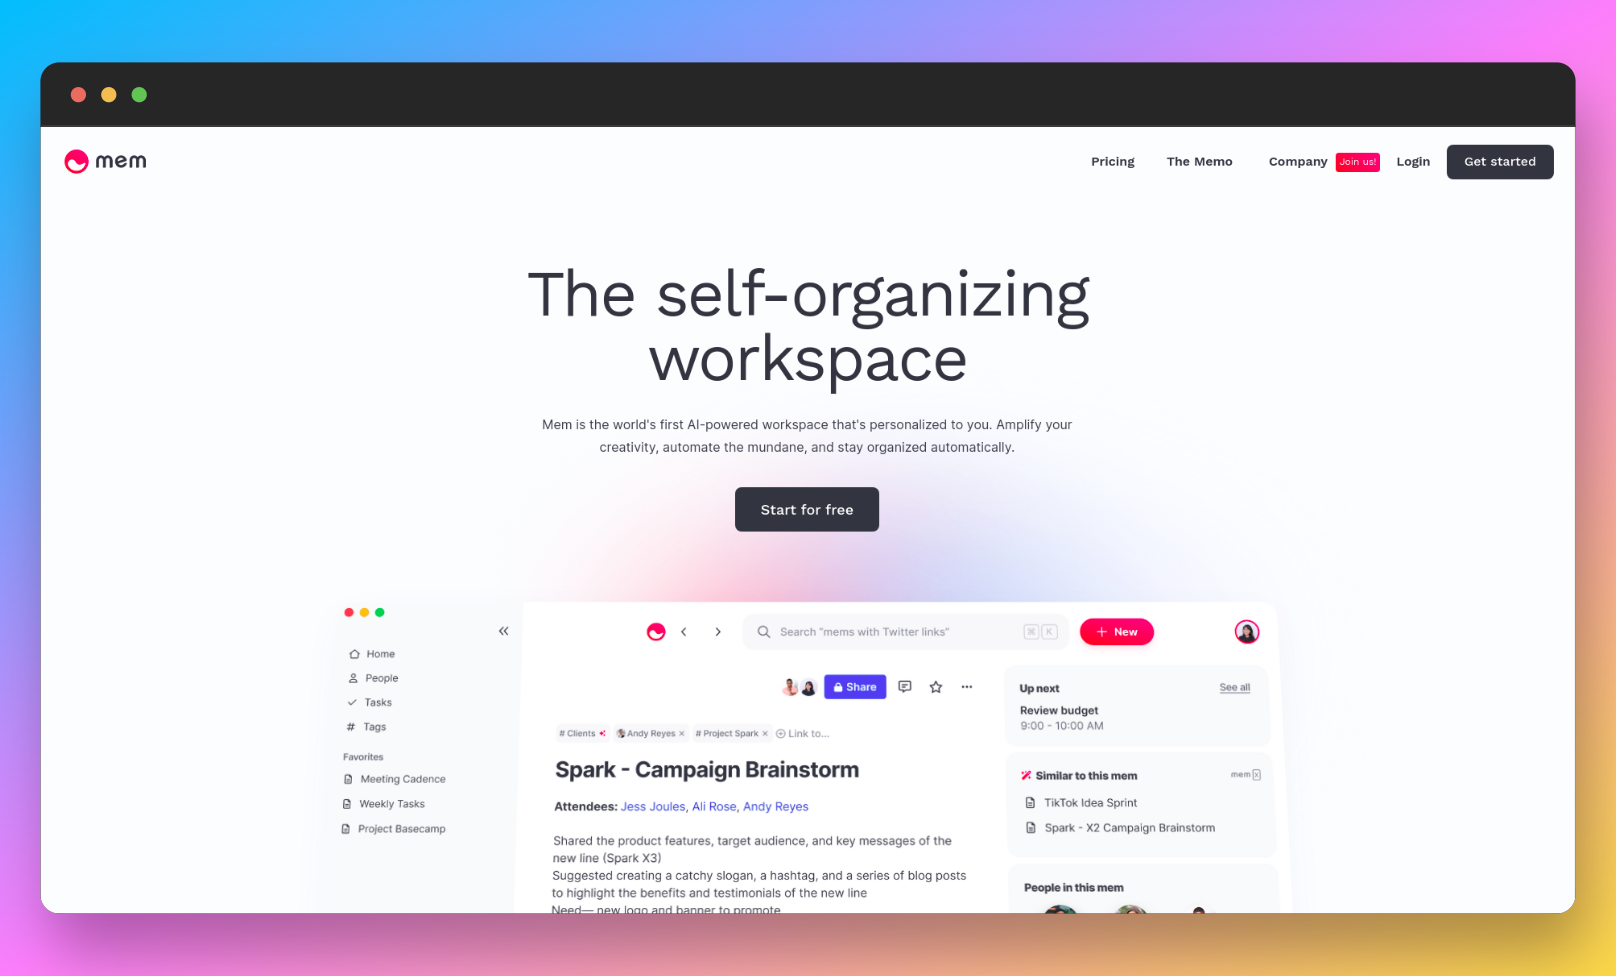 mem
Pricing
The Memo
Company
Join us!
Login
Get started
The self-organizing
workspace
Mem is the world's first AI-powered workspace that's personalized to you. Amplify your
creativity, automate the mundane, and stay organized automatically.
Start for free
Home
People
Tasks
# Tags
Favorites
Meeting Cadence
Weekly Tasks
Project Basecamp
Search "mems with Twitter links"
⌘ K
+ New
Share
# Clients
Andy Reyes ×
# Project Spark ×
Link to...
Spark - Campaign Brainstorm
Attendees: Jess Joules, Ali Rose, Andy Reyes
Shared the product features, target audience, and key messages of the
new line (Spark X3)
Suggested creating a catchy slogan, a hashtag, and a series of blog posts
to highlight the benefits and testimonials of the new line
Need— new logo and banner to promote
Up next
See all
Review budget
9:00 - 10:00 AM
Similar to this mem
mem X
TikTok Idea Sprint
Spark - X2 Campaign Brainstorm
People in this mem